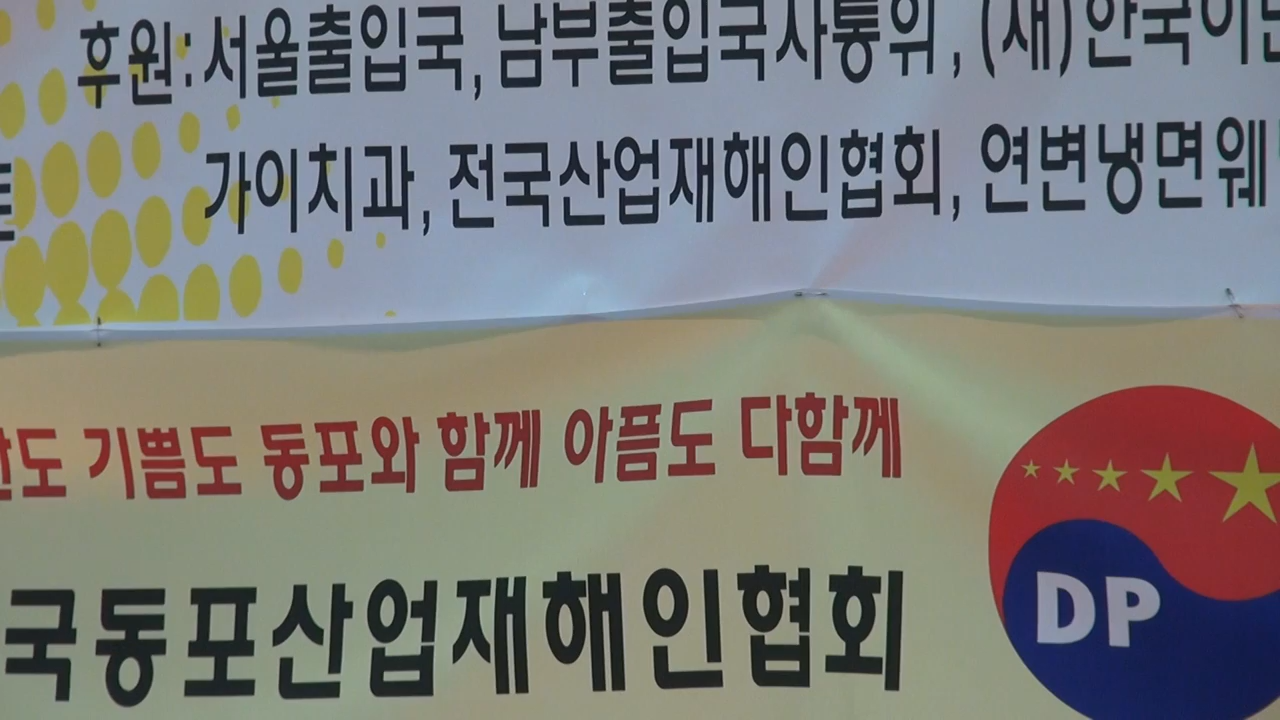 후원: 서울출입국, 남부출입국사통위, (재)한국이민
가이치과, 전국산업재해인협회, 연변냉면웨
기쁨도 동포와 함께 아픔도 다함께
국동포산업재해인협회
DP